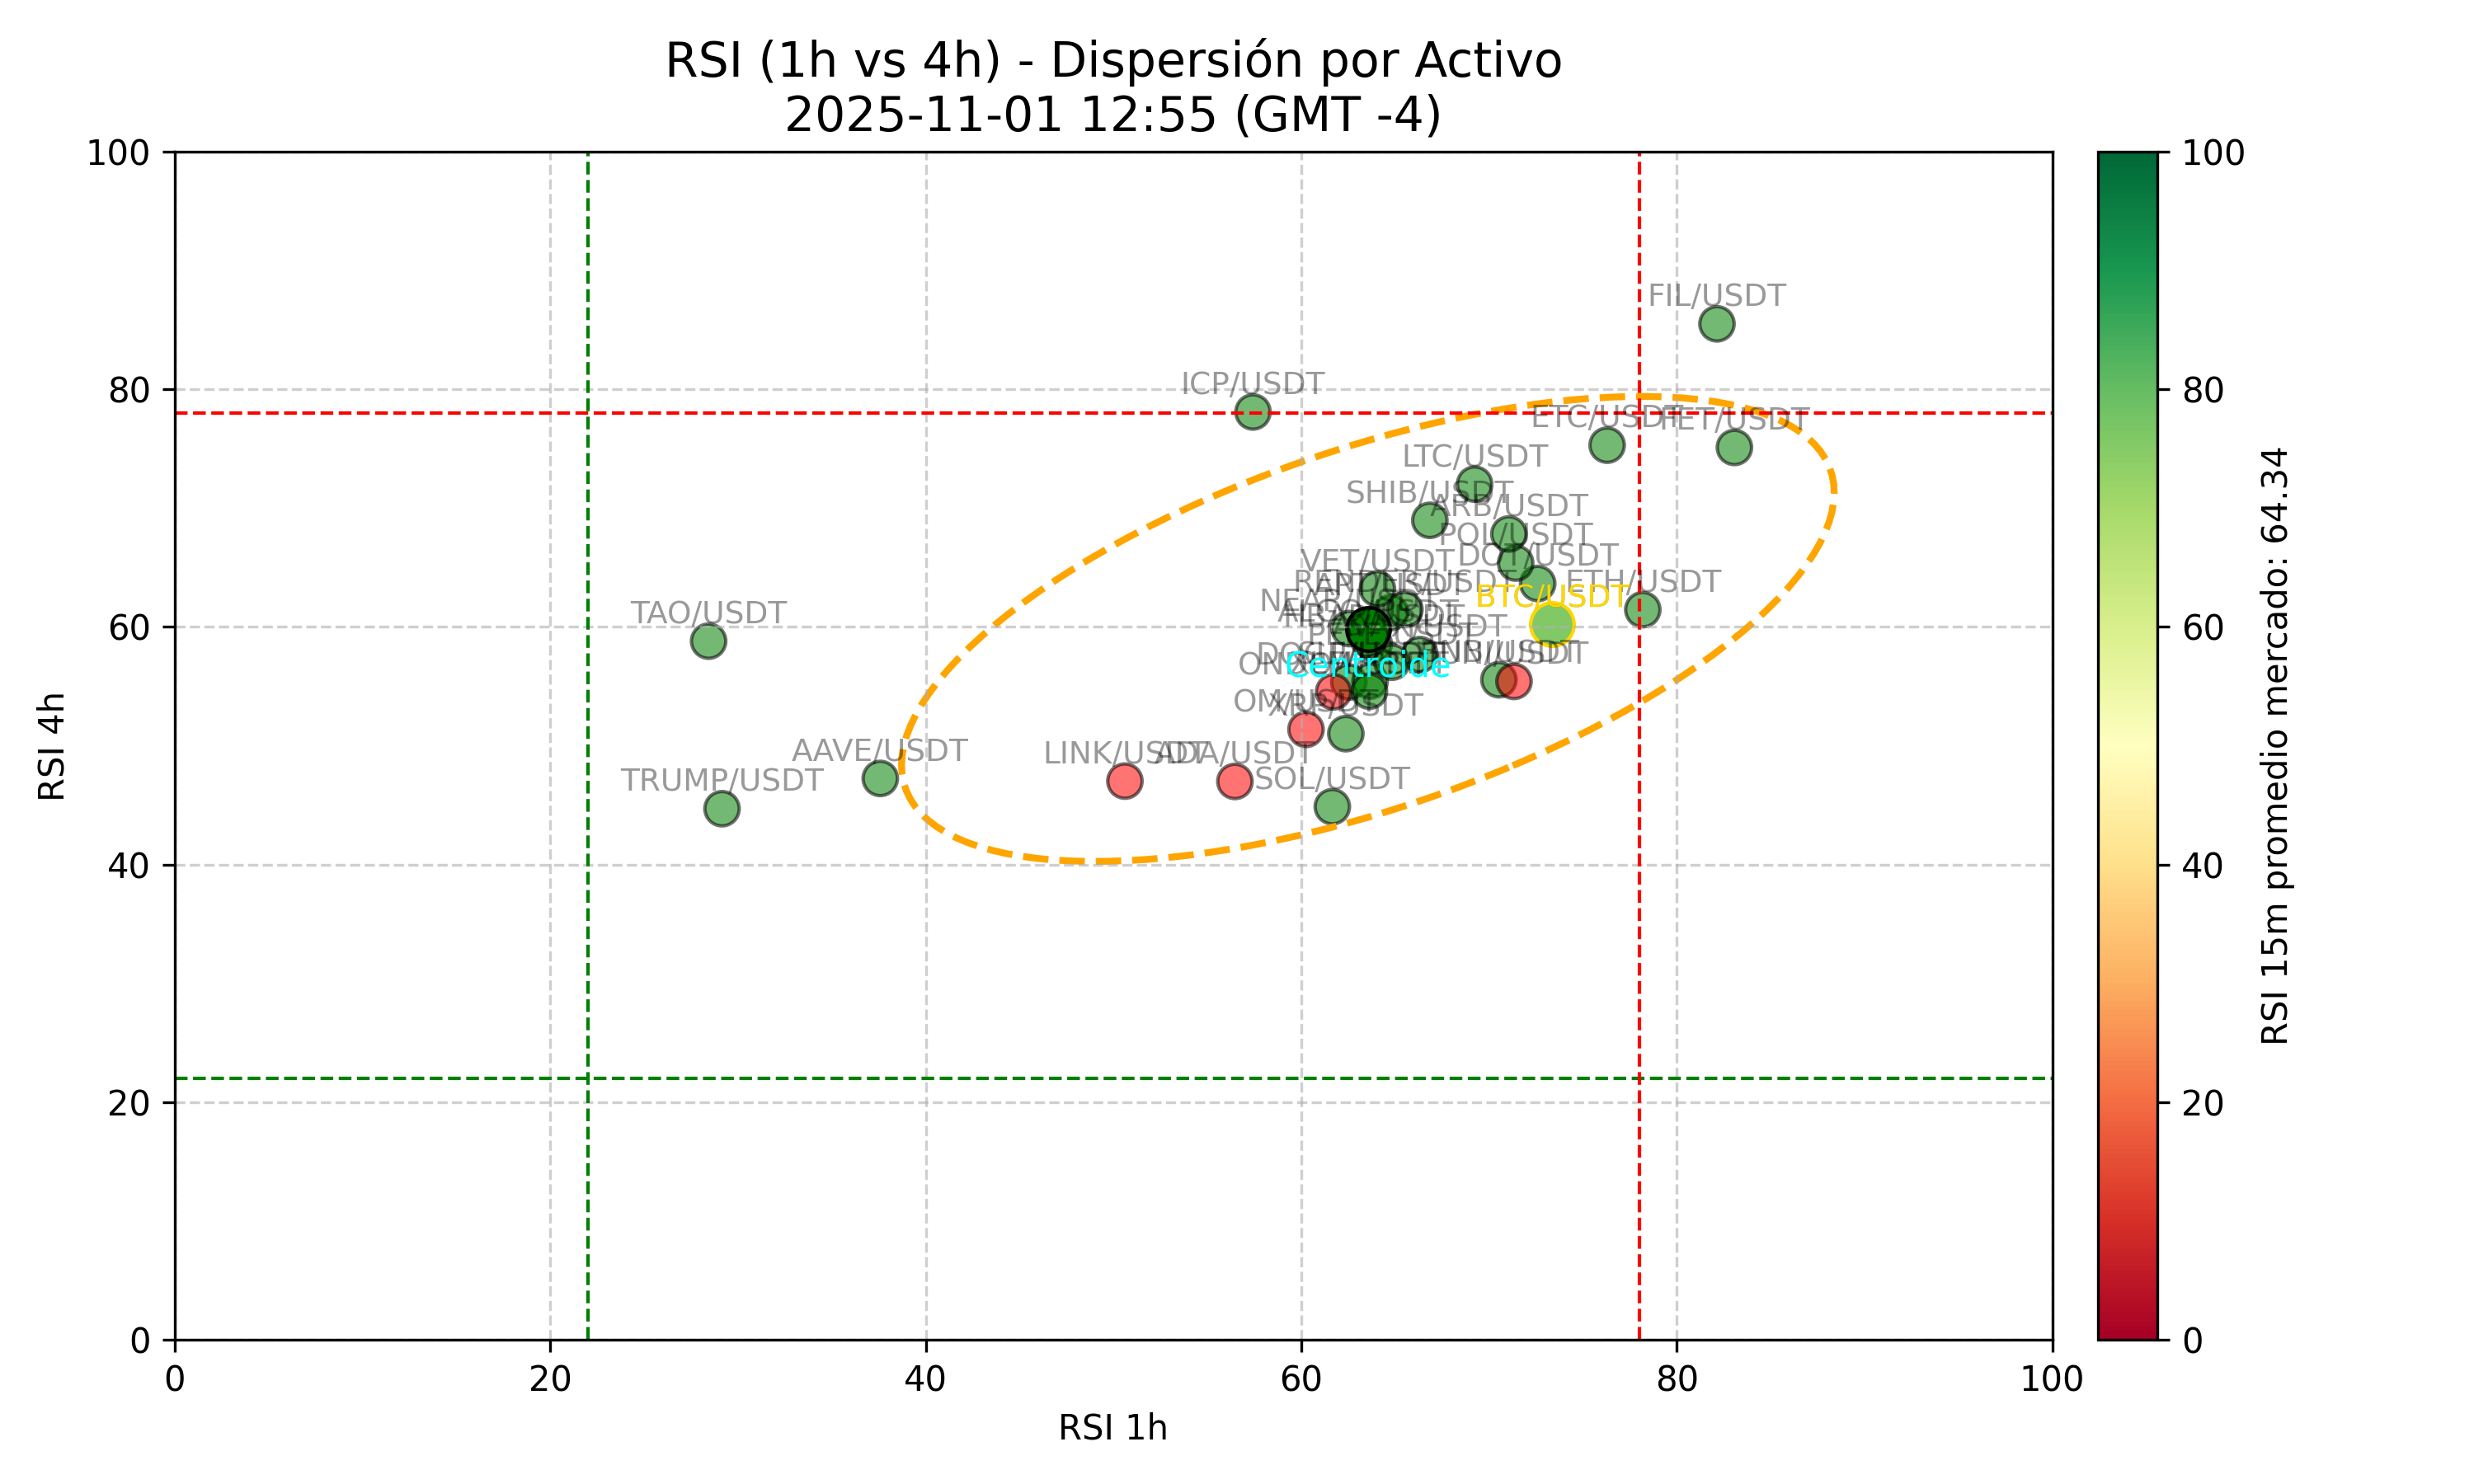 RSI (1h vs 4h) - Dispersión por Activo
2025-11-01 12:55 (GMT -4)
100
80
60
40
20
0
RSI 4h
FIL/USDT
ICP/USDT
ETC/USDT
FET/USDT
LTC/USDT
SHIB/USDT
ARB/USDT
POL/USDT
DOT/USDT
VET/USDT
ETH/USDT
BTC/USDT
TAO/USDT
Centroide
XRP/USDT
AAVE/USDT
LINK/USDT
ADA/USDT
TRUMP/USDT
SOL/USDT
0
20
40
60
80
100
RSI 1h
100
80
60
40
20
0
RSI 15m promedio mercado: 64.34